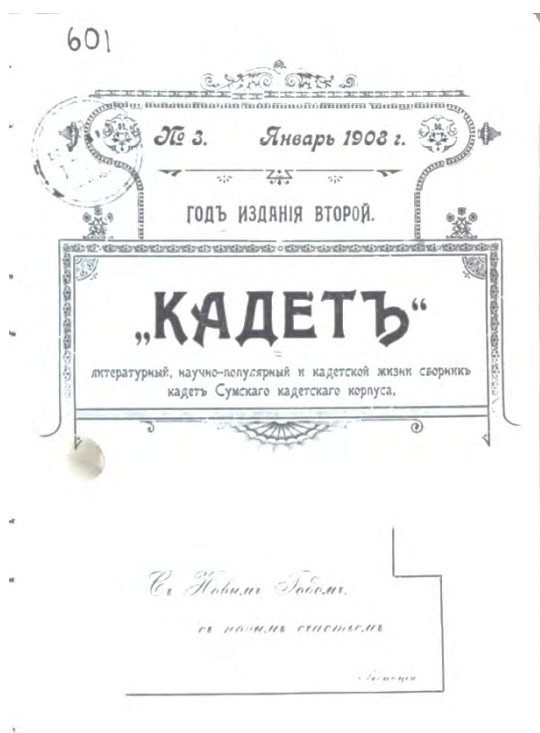 601
№ 3. Январь 1908 г.
ГОДЪ ИЗДАНІЯ ВТОРОЙ.
„КАДЕТЪ“
литературный, научно-популярный и кадетской жизни сборникъ
кадетъ Сумскаго кадетскаго корпуса.
Съ Новымъ Годомъ.
съ новымъ счастьемъ